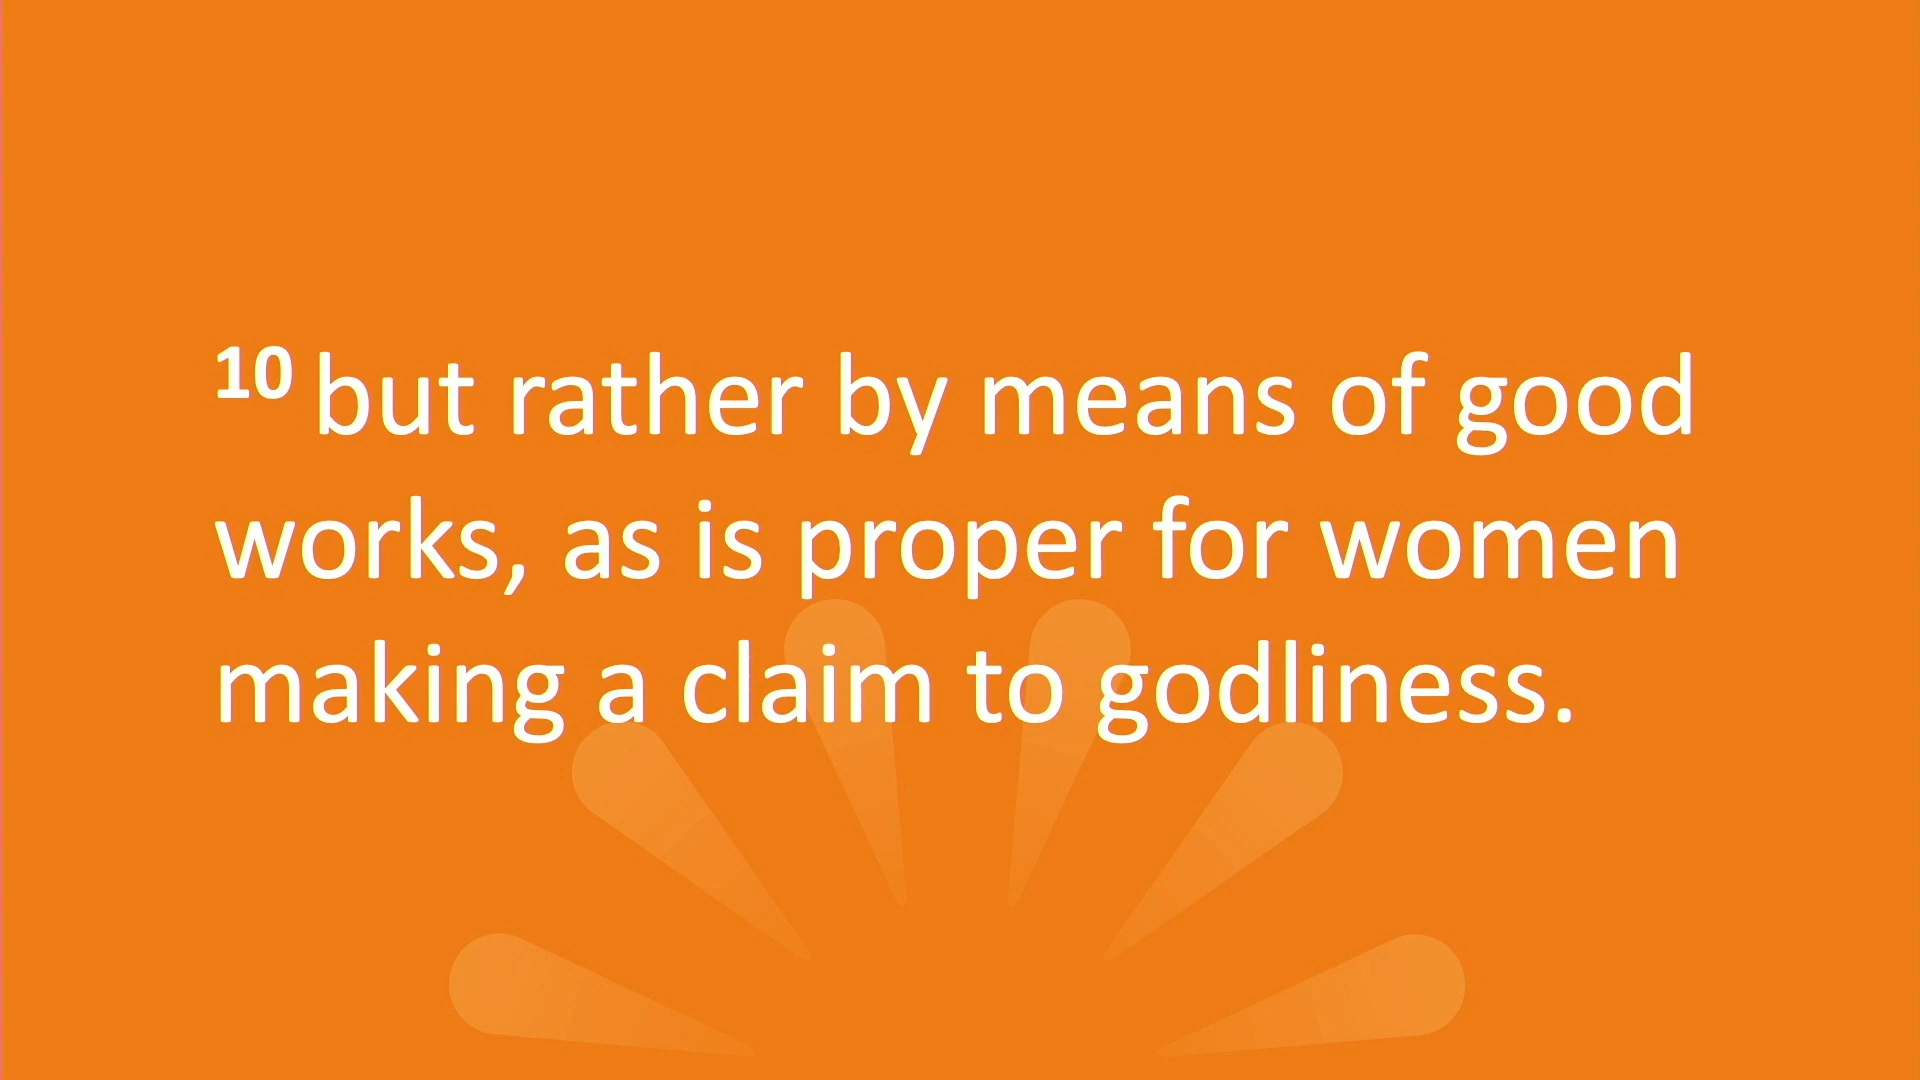 10 but rather by means of good
works, as is proper for women
making a claim to godliness.